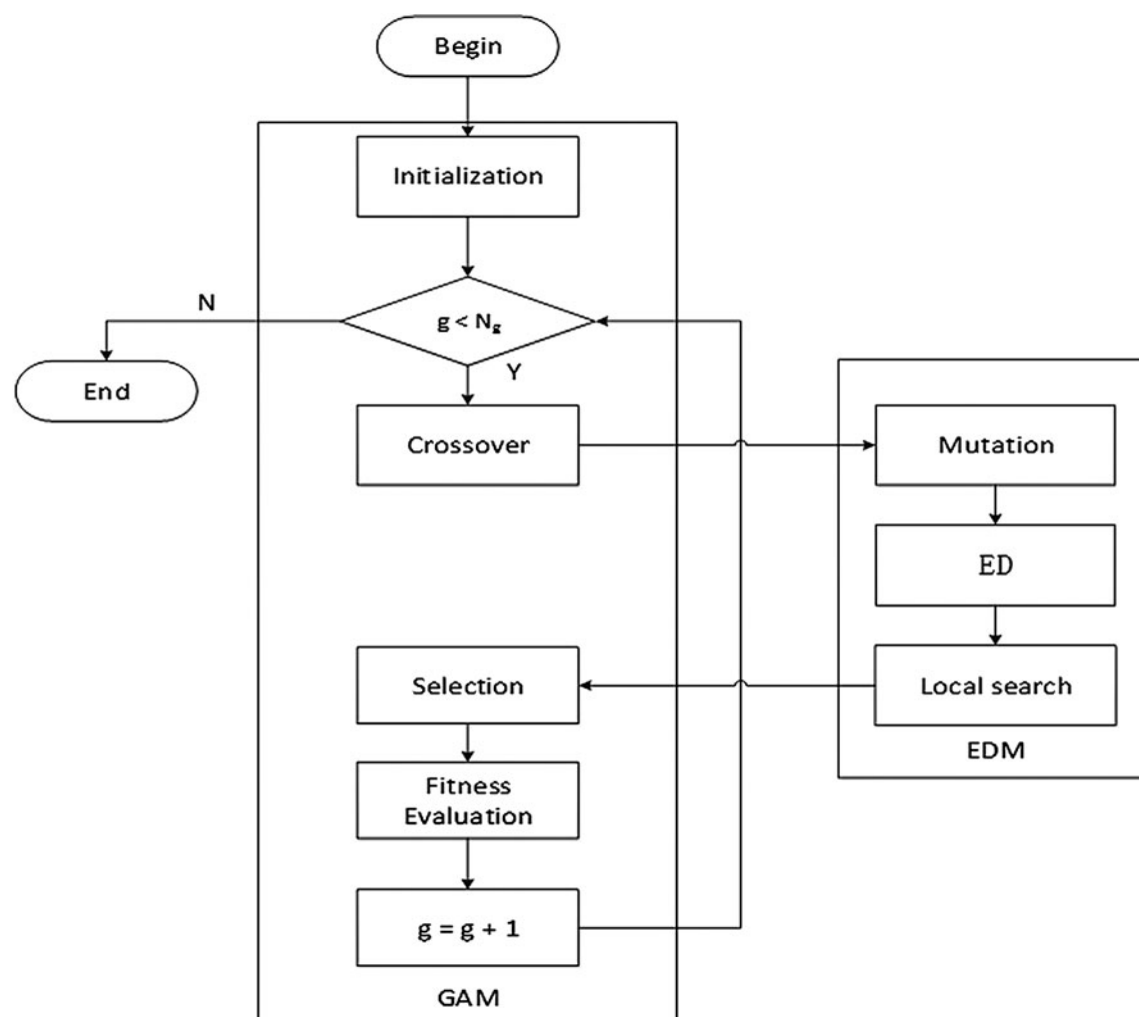 Begin
Initialization
g < Ng
N
Y
End
Crossover
Mutation
ED
Local search
EDM
Selection
Fitness
Evaluation
g = g + 1
GAM